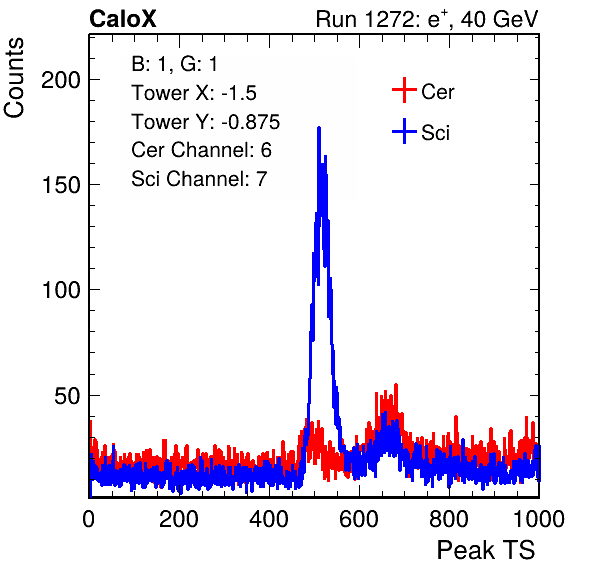 CaloX Run 1272: e⁺, 40 GeV
Counts
B: 1, G: 1
Tower X: -1.5
Tower Y: -0.875
Cer Channel: 6
Sci Channel: 7
Cer
Sci
200
150
100
50
0 200 400 600 800 1000
Peak TS